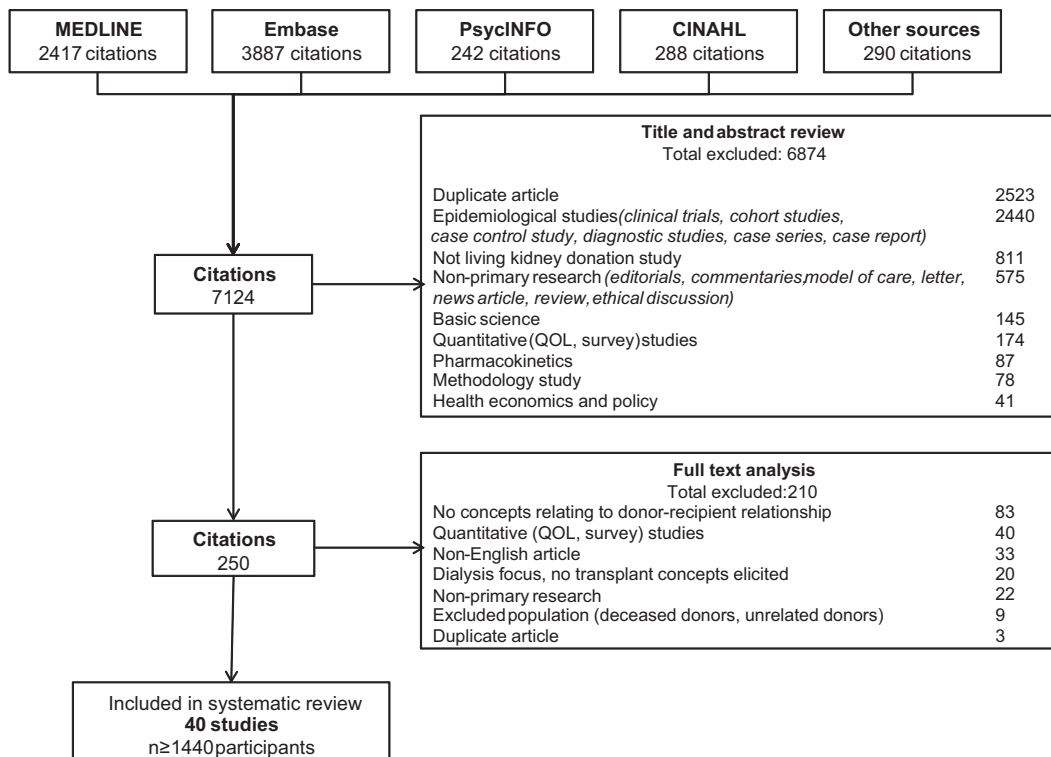 MEDLINE
2417 citations
Embase
3887 citations
PsycINFO
242 citations
CINAHL
288 citations
Other sources
290 citations
Title and abstract review
Total excluded: 6874
Duplicate article 2523
Epidemiological studies (clinical trials, cohort studies, 2440
case control study, diagnostic studies, case series, case report)
Not living kidney donation study 811
Non-primary research (editorials, commentaries,model of care, letter, 575
news article, review, ethical discussion)
Basic science 145
Quantitative (QOL, survey) studies 174
Pharmacokinetics 87
Methodology study 78
Health economics and policy 41
Citations
7124
Full text analysis
Total excluded:210
No concepts relating to donor-recipient relationship 83
Quantitative (QOL, survey) studies 40
Non-English article 33
Dialysis focus, no transplant concepts elicited 20
Non-primary research 22
Excluded population (deceased donors, unrelated donors) 9
Duplicate article 3
Citations
250
Included in systematic review
40 studies
n≥1440 participants